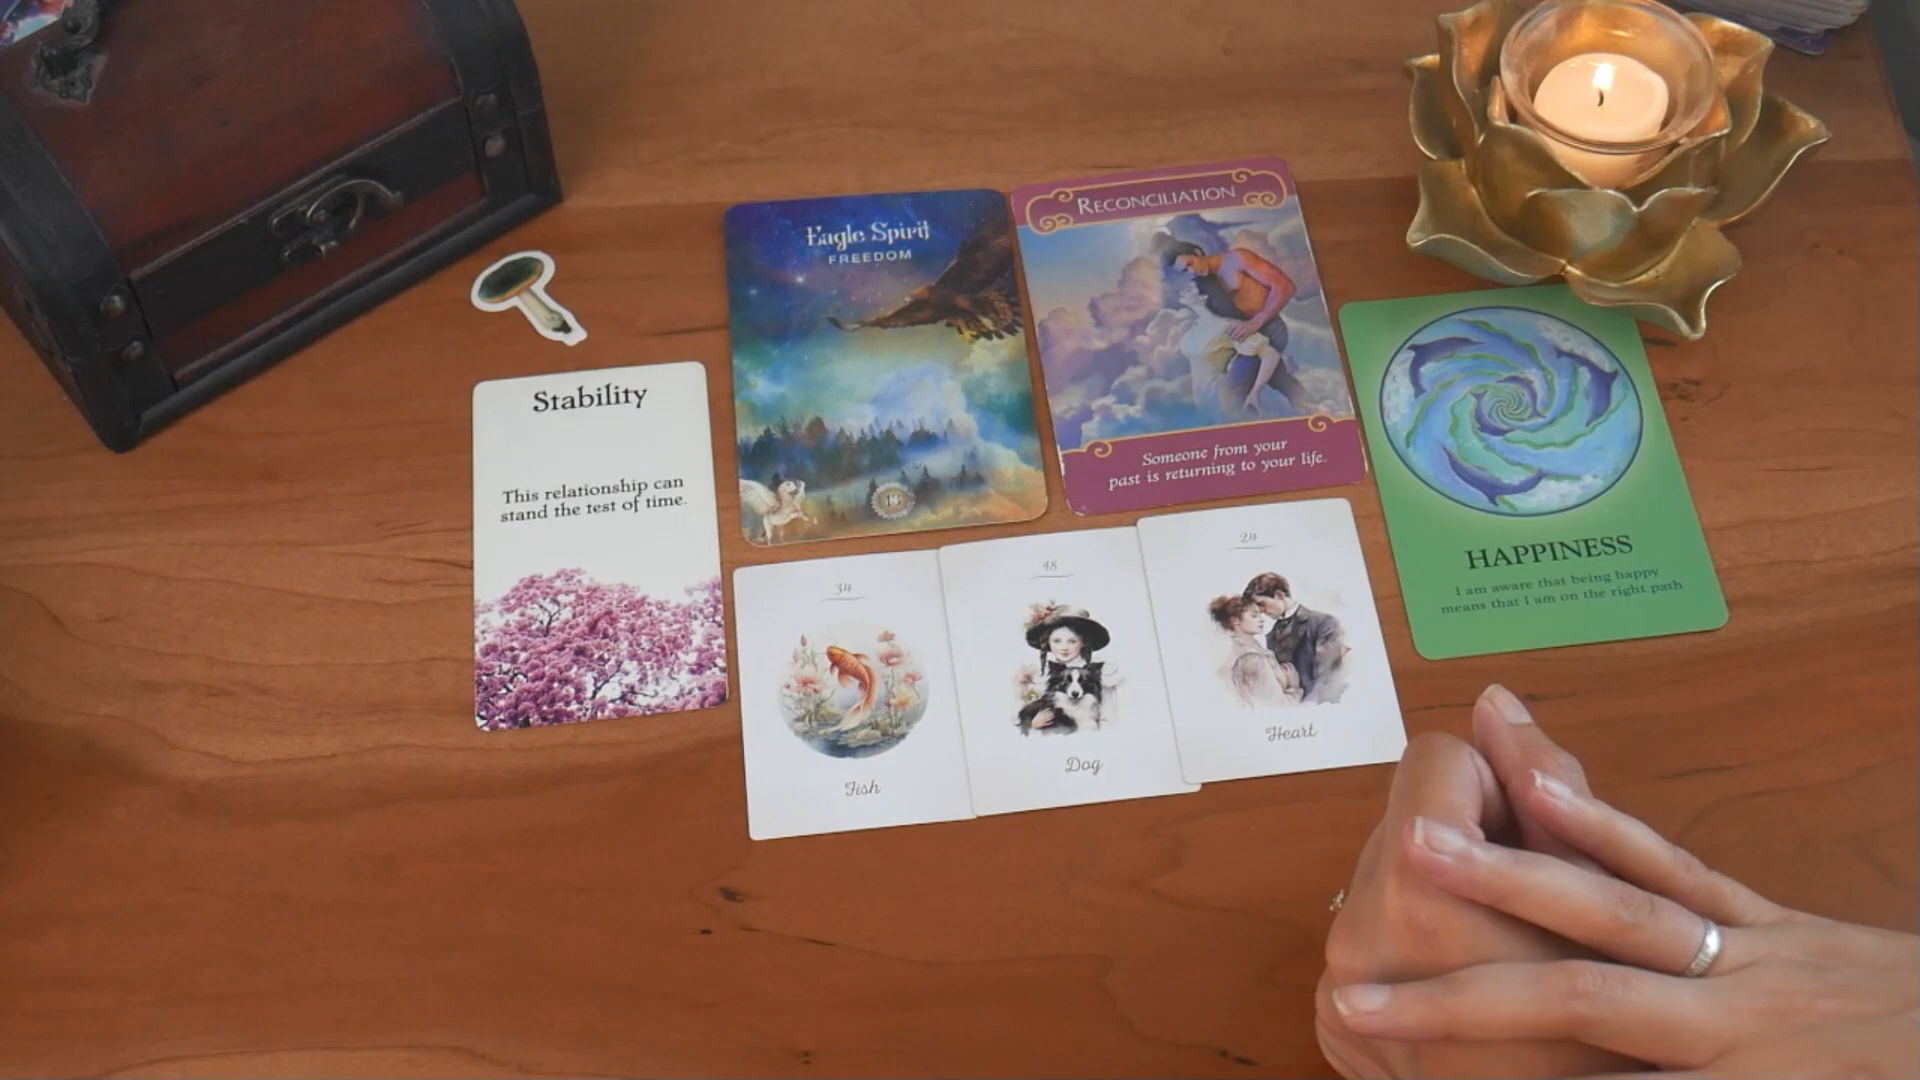 Stability
This relationship can
stand the test of time.
Eagle Spirit
FREEDOM
RECONCILIATION
Someone from your
past is returning to your life.
HAPPINESS
I am aware that being happy
means that I am on the right path
34
Fish
18
Dog
24
Heart